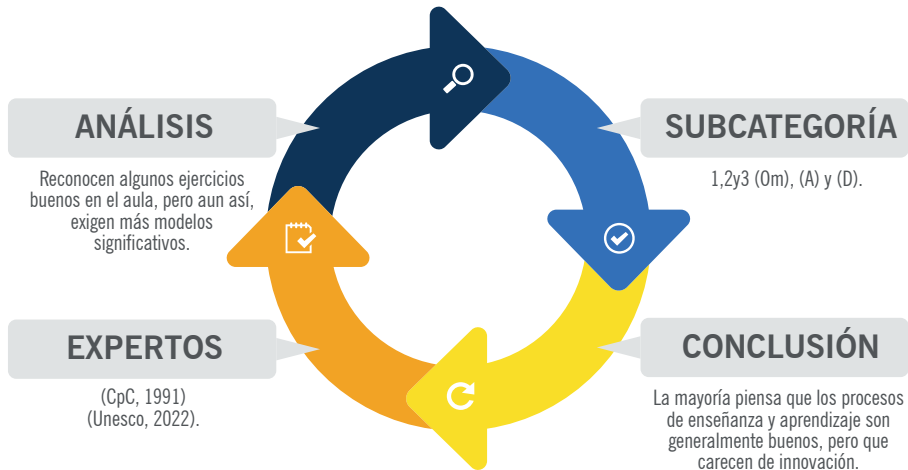 ANÁLISIS
Reconocen algunos ejercicios
buenos en el aula, pero aun así,
exigen más modelos
significativos.
SUBCATEGORÍA
1,2y3 (Om), (A) y (D).
EXPERTOS
(CpC, 1991)
(Unesco, 2022).
CONCLUSIÓN
La mayoría piensa que los procesos
de enseñanza y aprendizaje son
generalmente buenos, pero que
carecen de innovación.